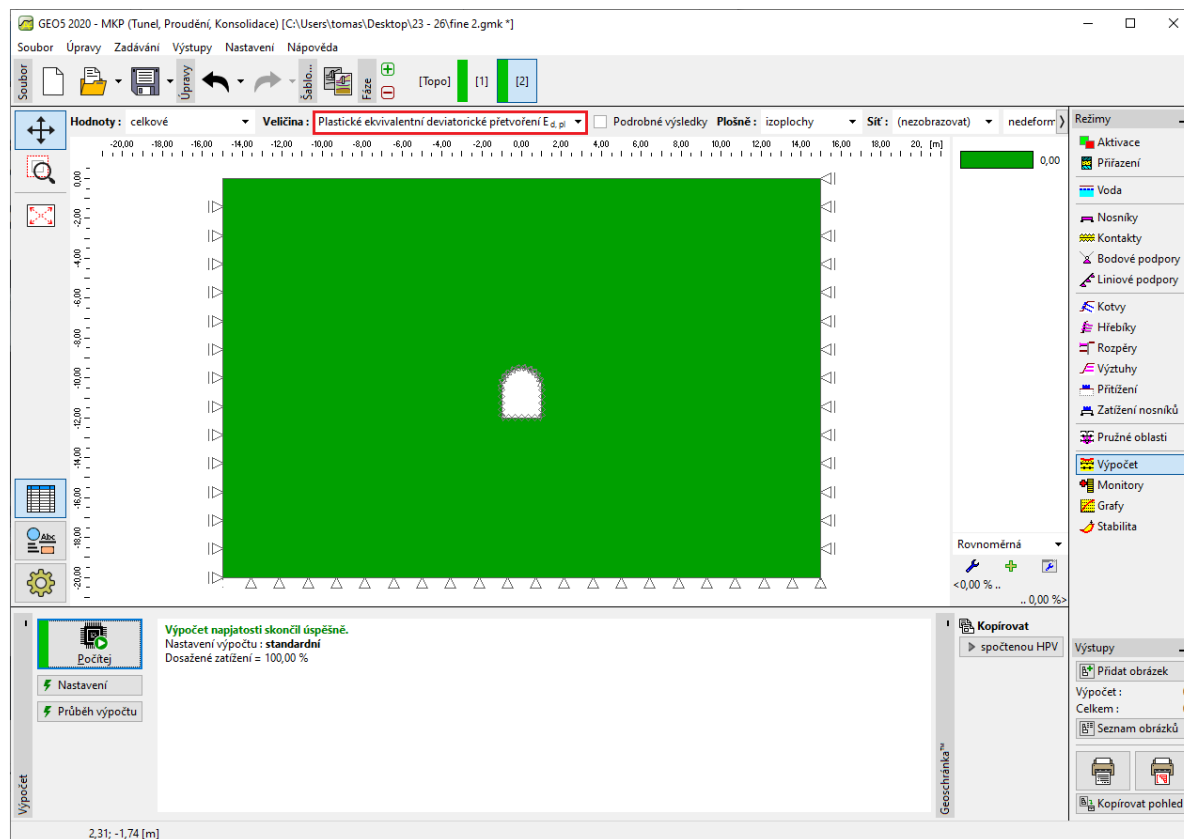 GEO5 2020 - MKP (Tunel, Proudění, Konsolidace) [C:\Users\tomas\Desktop\23 - 26\fine 2.gmk *]
Soubor Úpravy Zadávání Výstupy Nastavení Nápověda
Soubor
Úpravy
Šablo...
Fáze
[Topo] [1] [2]
Hodnoty : celkové Veličina : Plastické ekvivalentní deviatorické přetvoření E d, pl Podrobné výsledky Plošně : izoplochy Síť : (nezobrazovat) nedeform
-20,00 -18,00 -16,00 -14,00 -12,00 -10,00 -8,00 -6,00 -4,00 -2,00 0,00 2,00 4,00 6,00 8,00 10,00 12,00 14,00 16,00 18,00 20, [m]
0,00
-2,00
-4,00
-6,00
-8,00
-10,00
-12,00
-14,00
-16,00
-18,00
-20,00
0,00
Rovnoměrná
<0,00 % ..
.. 0,00 %>
Režimy
Aktivace
Přiřazení
Voda
Nosníky
Kontakty
Bodové podpory
Liniové podpory
Kotvy
Hřebíky
Rozpěry
Výztuhy
Přitížení
Zatížení nosníků
Pružné oblasti
Výpočet
Monitory
Grafy
Stabilita
Abc
Počítej
Nastavení
Průběh výpočtu
Výpočet
Výpočet napjatosti skončil úspěšně.
Nastavení výpočtu : standardní
Dosažené zatížení = 100,00 %
Geoschránka™
Kopírovat
spočtenou HPV
Výstupy
Přidat obrázek
Výpočet :
Celkem :
Seznam obrázků
Kopírovat pohled
2,31; -1,74 [m]